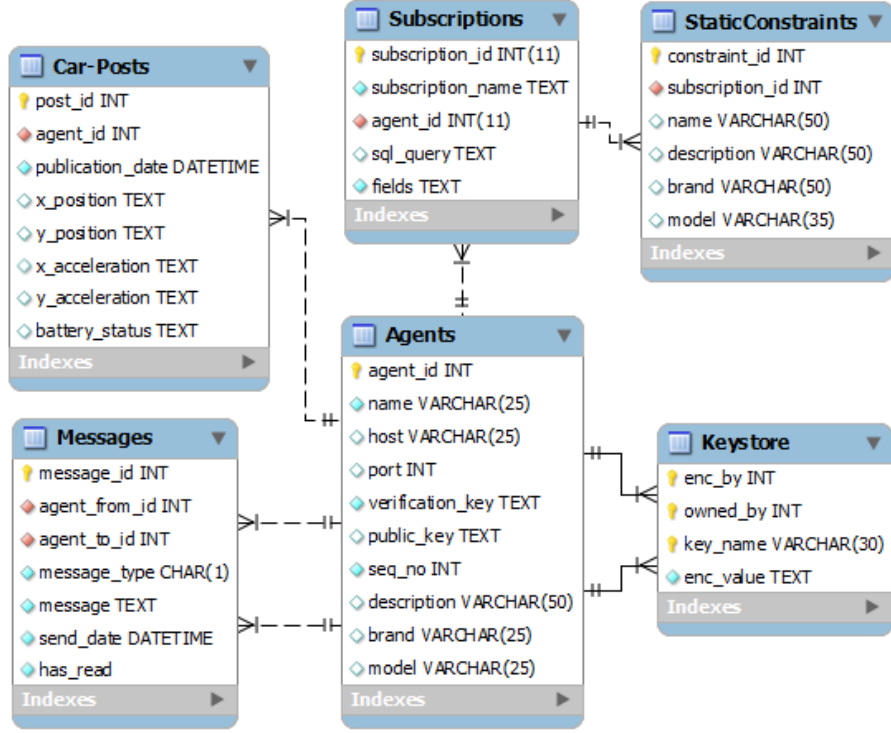 Car-Posts
post_id INT
agent_id INT
publication_date DATETIME
x_position TEXT
y_position TEXT
x_acceleration TEXT
y_acceleration TEXT
battery_status TEXT
Indexes
Subscriptions
subscription_id INT(11)
subscription_name TEXT
agent_id INT(11)
sql_query TEXT
fields TEXT
Indexes
StaticConstraints
constraint_id INT
subscription_id INT
name VARCHAR(50)
description VARCHAR(50)
brand VARCHAR(50)
model VARCHAR(35)
Indexes
Messages
message_id INT
agent_from_id INT
agent_to_id INT
message_type CHAR(1)
message TEXT
send_date DATETIME
has_read
Indexes
Agents
agent_id INT
name VARCHAR(25)
host VARCHAR(25)
port INT
verification_key TEXT
public_key TEXT
seq_no INT
description VARCHAR(50)
brand VARCHAR(25)
model VARCHAR(25)
Indexes
Keystore
enc_by INT
owned_by INT
key_name VARCHAR(30)
enc_value TEXT
Indexes